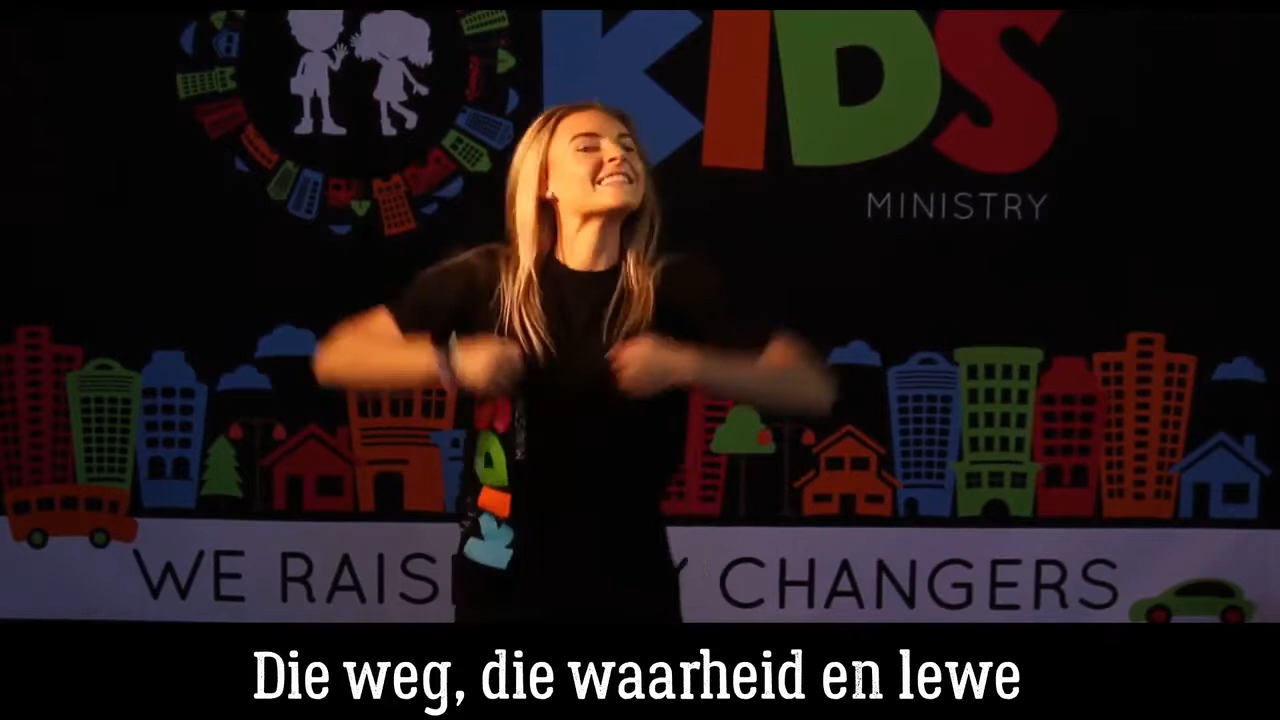 KIDS
MINISTRY
WE RAIS
Y CHANGERS
Die weg, die waarheid en lewe